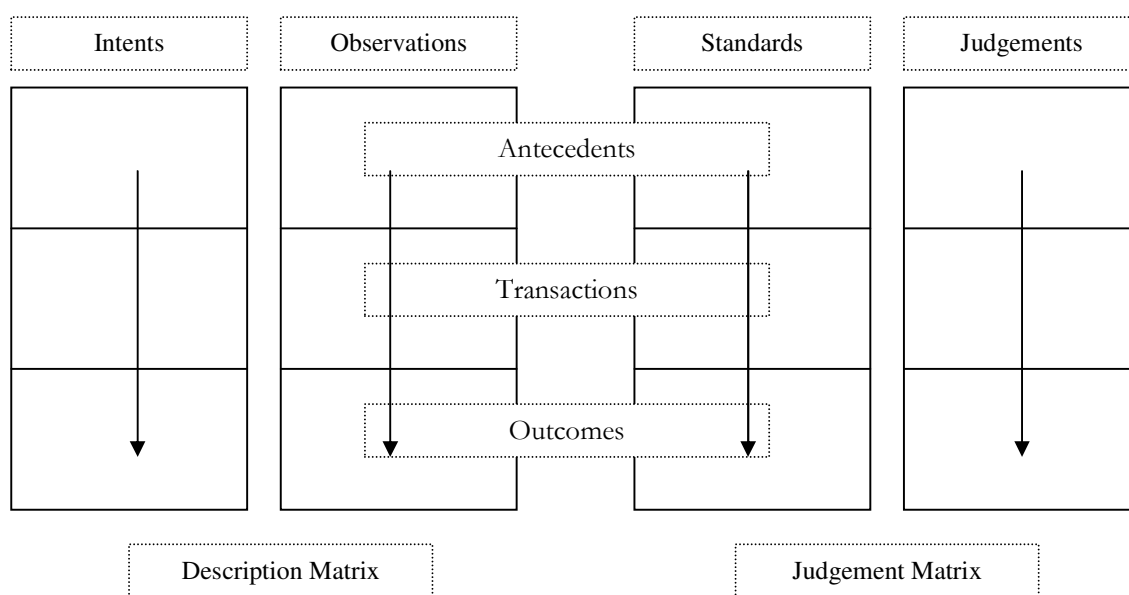 Intents
Observations
Standards
Judgements
Antecedents
Transactions
Outcomes
Description Matrix
Judgement Matrix